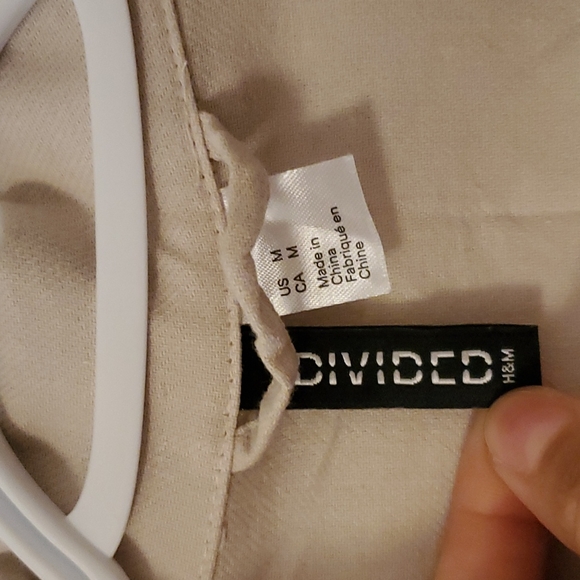 US M
CA M
Made in
China
Fabriqué en
Chine
DIVIDED
H&M